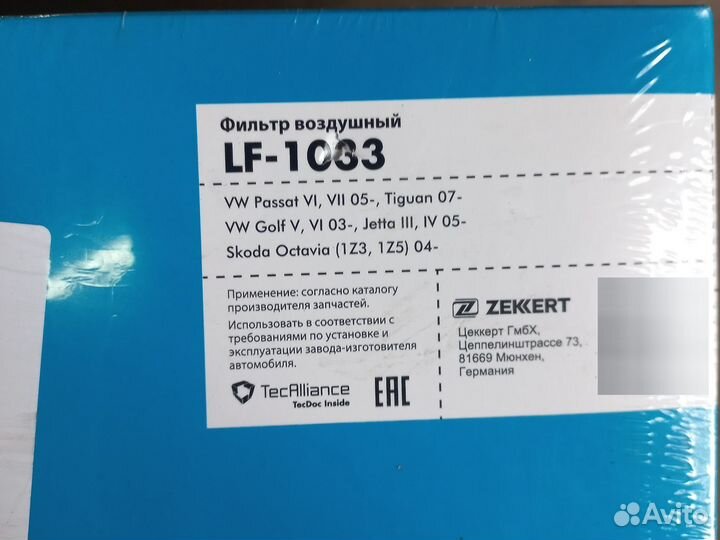 Фильтр воздушный
LF-1083
VW Passat VI, VII 05-, Tiguan 07-
VW Golf V, VI 03-, Jetta III, IV 05-
Skoda Octavia (1Z3, 1Z5) 04-
Применение: согласно каталогу
производителя запчастей.
Использовать в соответствии с
требованиями по установке и
эксплуатации завода-изготовителя
автомобиля.
TecAlliance
TecDoc Inside
EAC
ZEKKERT
Цеккерт ГмбХ,
Цеппелинштрассе 73,
81669 Мюнхен,
Германия
Avito